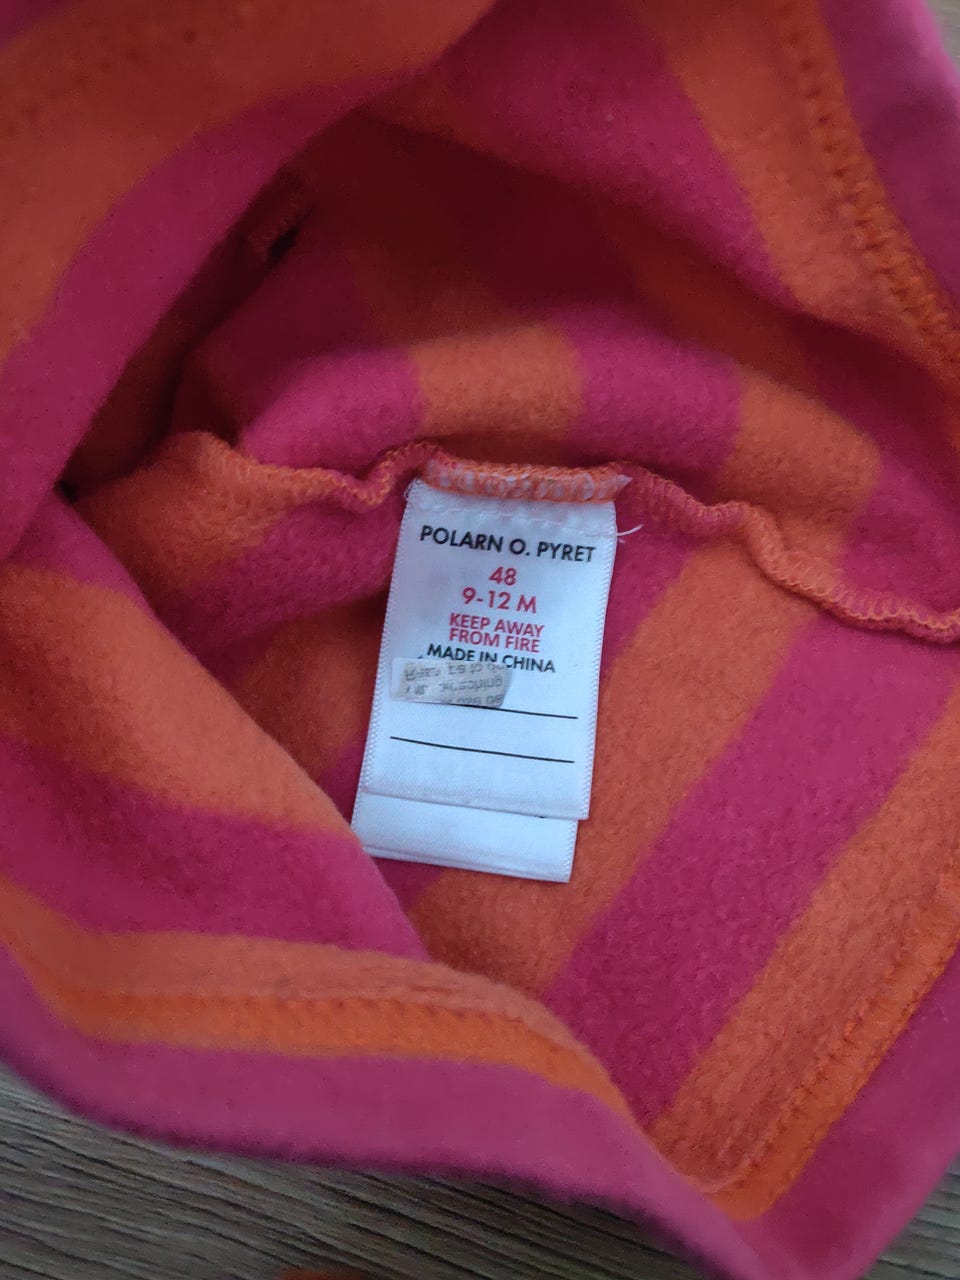 POLARN O. PYRET
48
9-12 M
KEEP AWAY
FROM FIRE
MADE IN CHINA